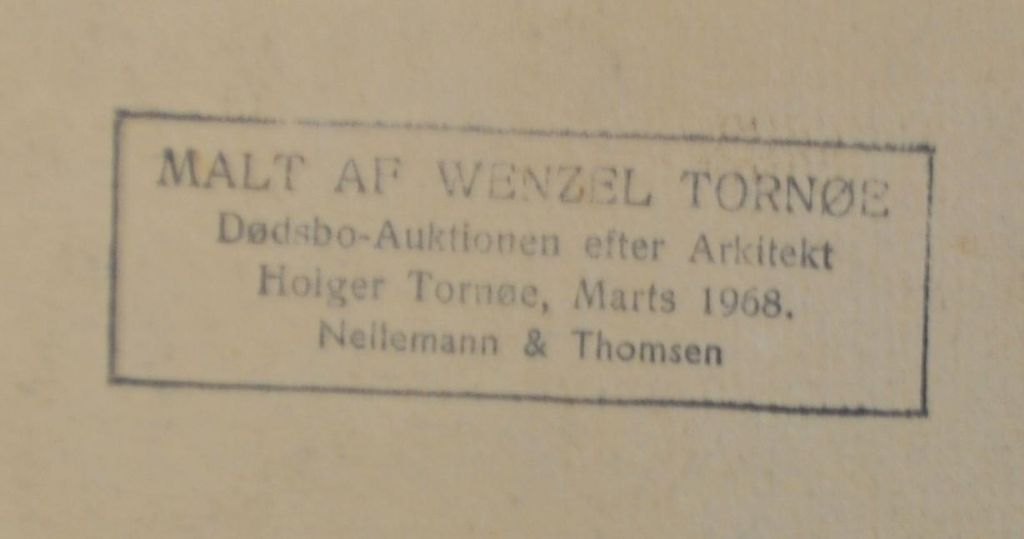 MALT AF WENZEL TORNØE
Dødsbo-Auktionen efter Arkitekt
Holger Tornøe, Marts 1968.
Nellemann & Thomsen